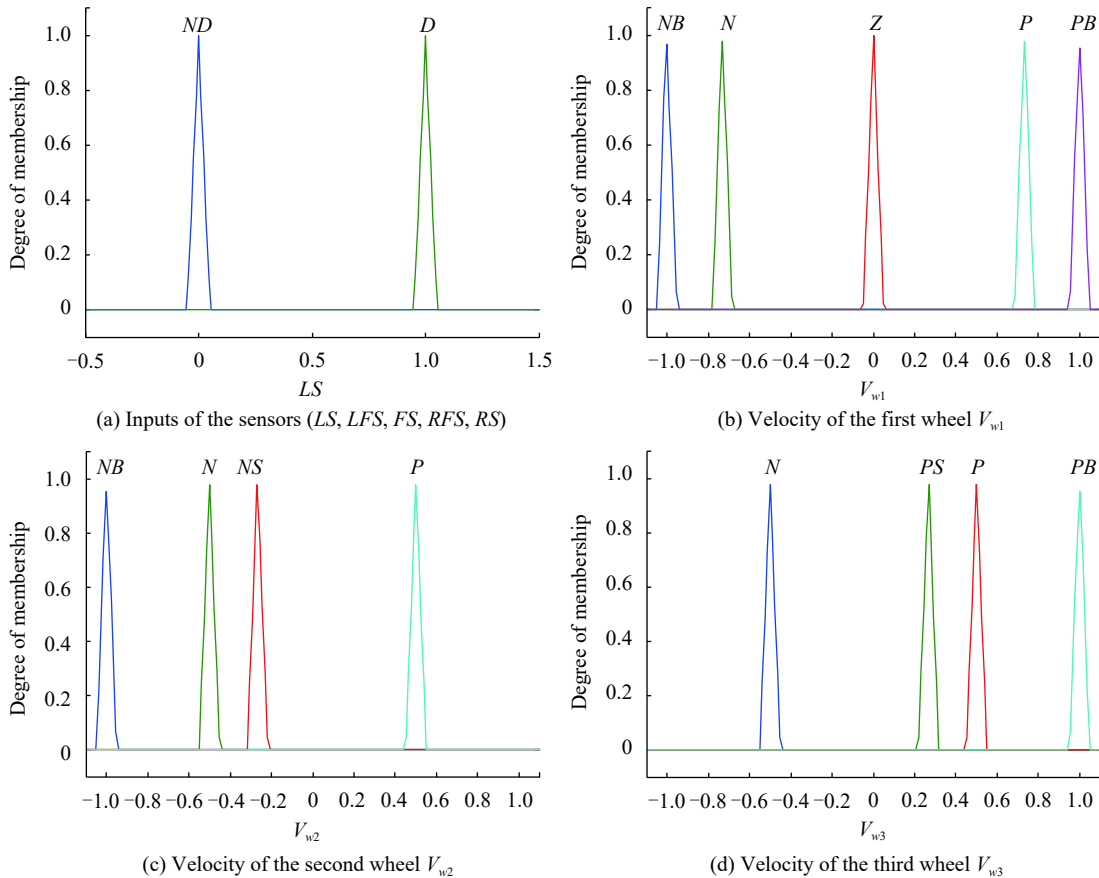 ND D
Degree of membership
1.0
0.8
0.6
0.4
0.2
0
−0.5 0 0.5 1.0 1.5
LS
(a) Inputs of the sensors (LS, LFS, FS, RFS, RS)
NB N Z P PB
Degree of membership
1.0
0.8
0.6
0.4
0.2
0
−1.0 −0.8 −0.6 −0.4 −0.2 0 0.2 0.4 0.6 0.8 1.0
Vw1
(b) Velocity of the first wheel Vw1
NB N NS P
Degree of membership
1.0
0.8
0.6
0.4
0.2
0
−1.0 −0.8 −0.6 −0.4 −0.2 0 0.2 0.4 0.6 0.8 1.0
Vw2
(c) Velocity of the second wheel Vw2
N PS P PB
Degree of membership
1.0
0.8
0.6
0.4
0.2
0
−1.0 −0.8 −0.6 −0.4 −0.2 0 0.2 0.4 0.6 0.8 1.0
Vw3
(d) Velocity of the third wheel Vw3